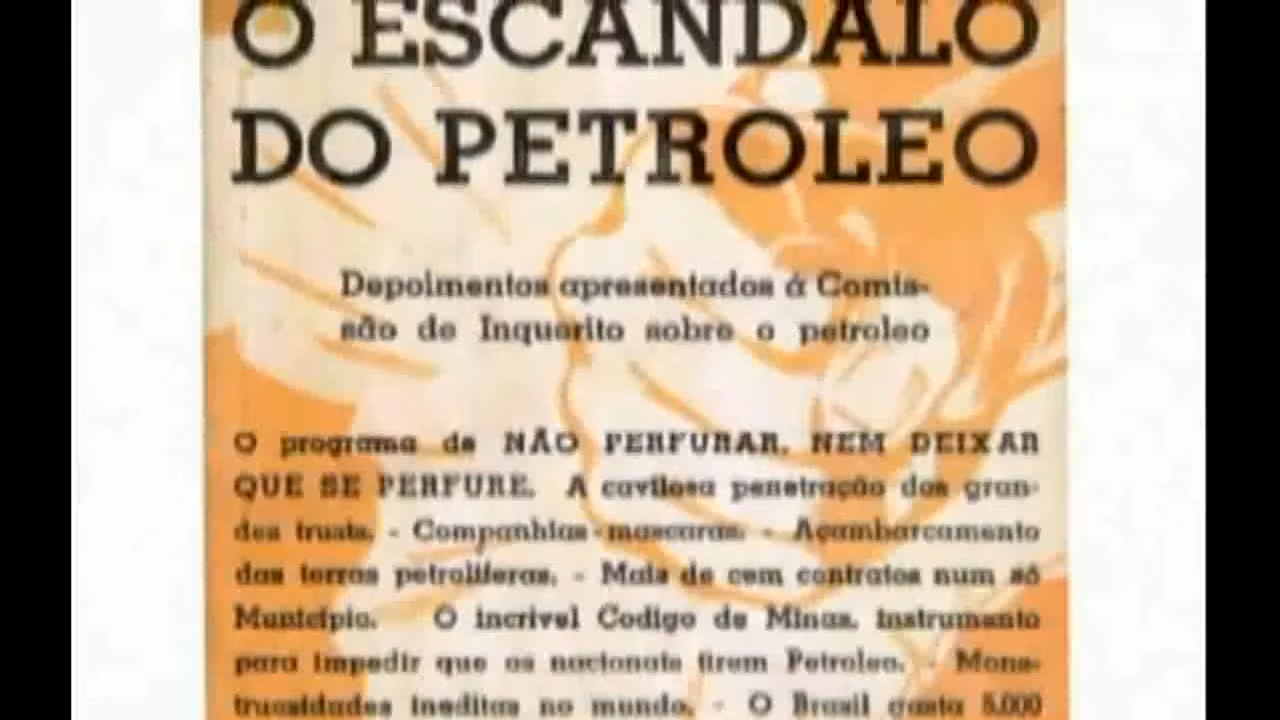 O ESCANDALO
DO PETROLEO
Depoimentos apresentados á Comis-
são de Inquerito sobre o petroleo
O programa de NÃO PERFURAR, NEM DEIXAR
QUE SE PERFURE. A cavilosa penetração dos gran-
des trusts. - Companhias-mascaras. - Açambarcamento
das terras petroliferas. - Mais de cem contratos num só
Município. O incrivel Codigo de Minas, instrumento
para impedir que os nacionais tirem Petroleo. - Mons-
truosidades ineditas no mundo. - O Brasil gasta 5.000